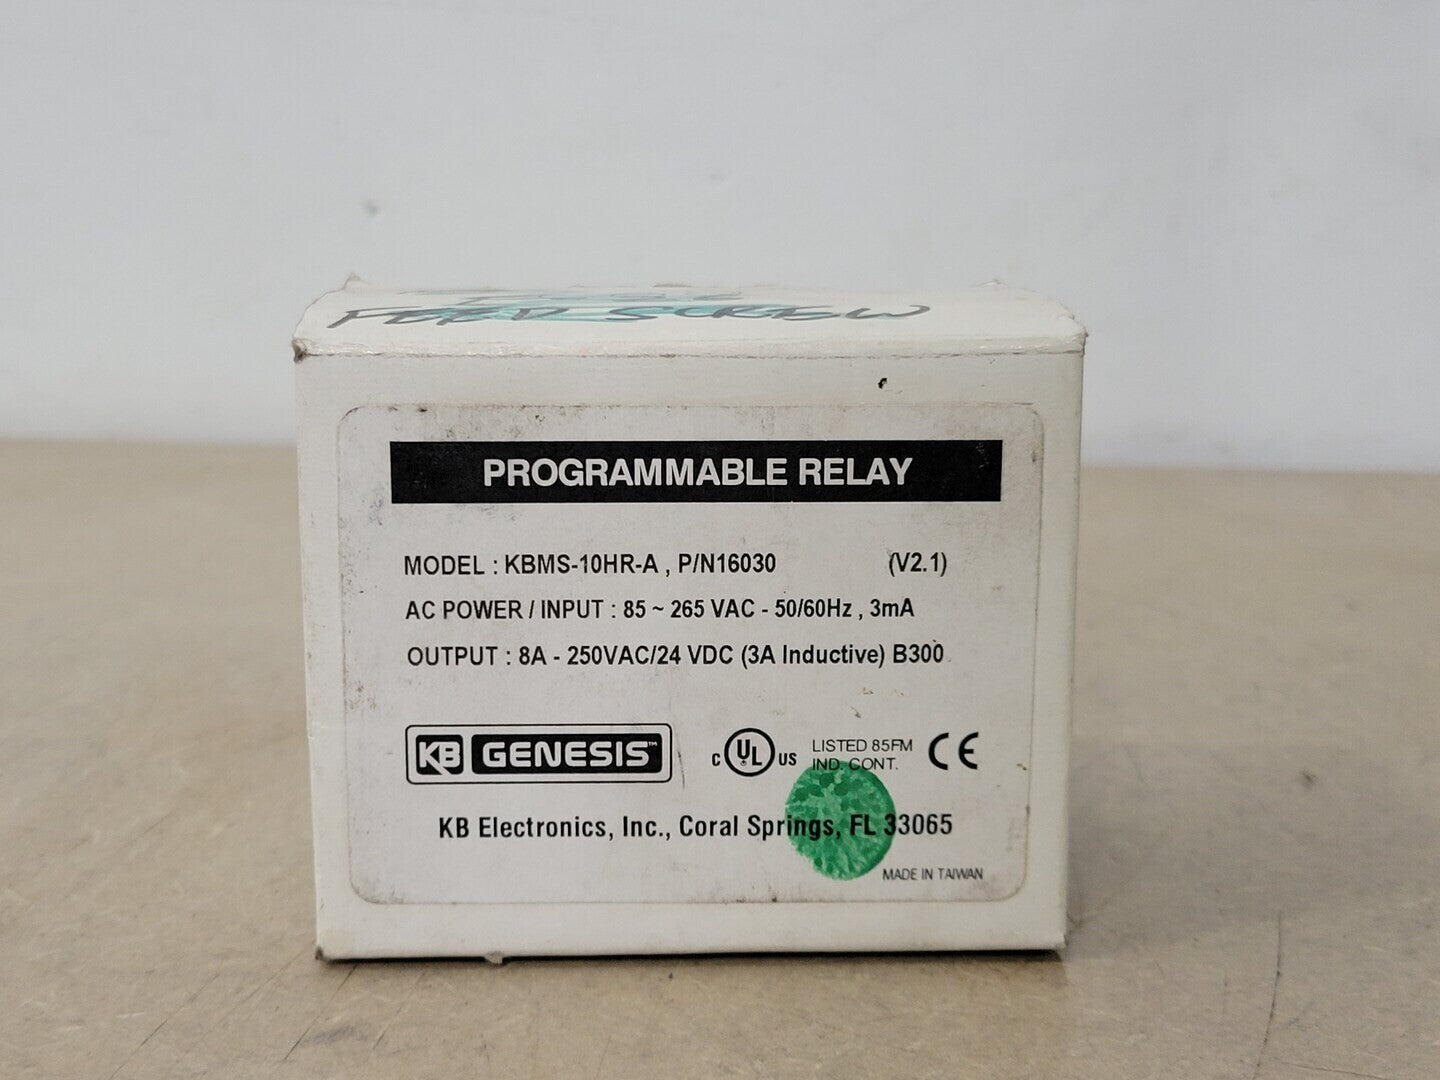 FEED SCREW
PROGRAMMABLE RELAY
MODEL : KBMS-10HR-A , P/N16030 (V2.1)
AC POWER / INPUT : 85 ~ 265 VAC - 50/60Hz , 3mA
OUTPUT : 8A - 250VAC/24 VDC (3A Inductive) B300
KB GENESIS™
C UL US LISTED 85FM
IND. CONT. CE
KB Electronics, Inc., Coral Springs, FL 33065
MADE IN TAIWAN